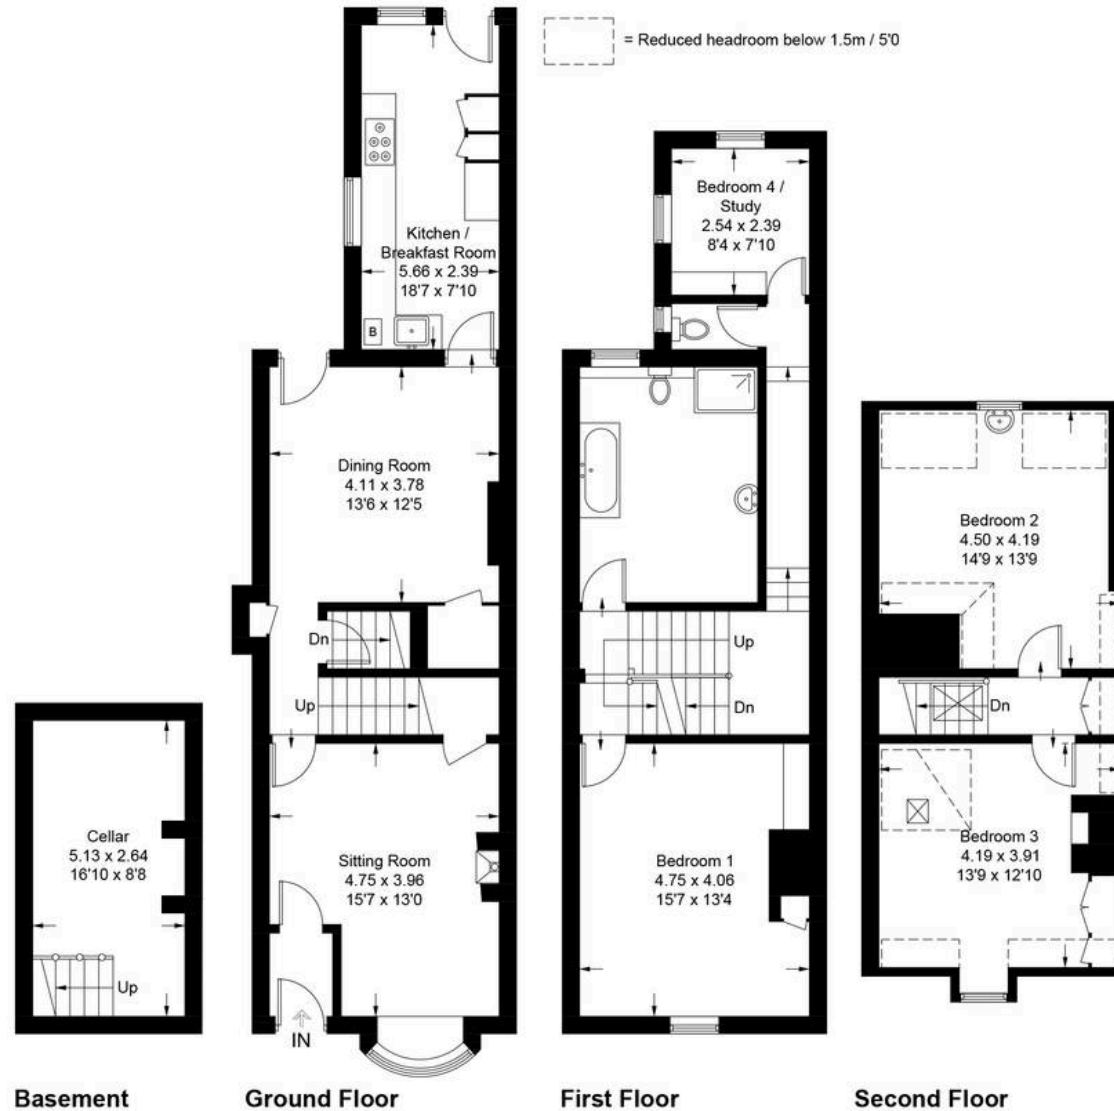 = Reduced headroom below 1.5m / 5'0
Kitchen /
Breakfast Room
5.66 x 2.39
18'7 x 7'10
B
Dining Room
4.11 x 3.78
13'6 x 12'5
Dn
Up
Sitting Room
4.75 x 3.96
15'7 x 13'0
IN
Cellar
5.13 x 2.64
16'10 x 8'8
Up
Bedroom 4 /
Study
2.54 x 2.39
8'4 x 7'10
Up
Dn
Bedroom 1
4.75 x 4.06
15'7 x 13'4
Bedroom 2
4.50 x 4.19
14'9 x 13'9
Dn
Bedroom 3
4.19 x 3.91
13'9 x 12'10
Basement
Ground Floor
First Floor
Second Floor